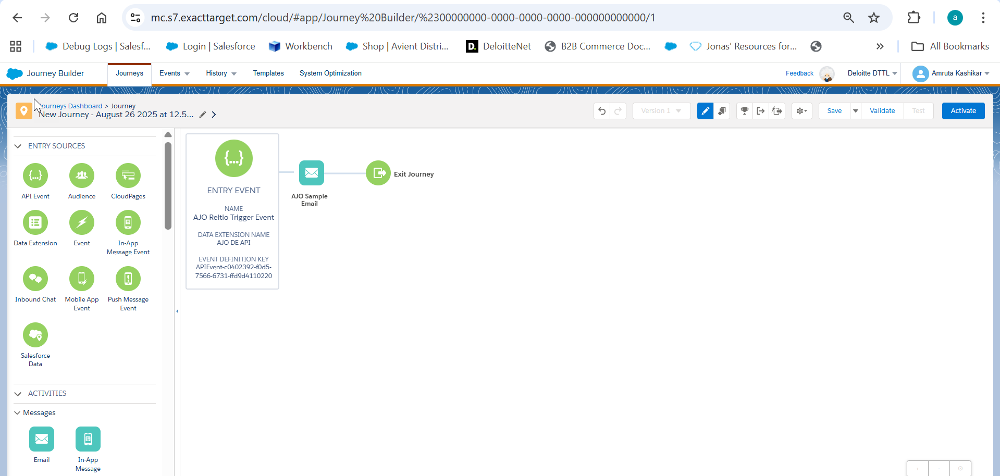 mc.s7.exacttarget.com/cloud/#app/Journey%20Builder/%2300000000-0000-0000-0000-000000000000/1
a
Debug Logs | Salesf...
Login | Salesforce
Workbench
Shop | Avient Distri...
D.
DeloitteNet
B2B Commerce Doc...
Jonas' Resources for...
»
All Bookmarks
Journey Builder
Journeys
Events
History
Templates
System Optimization
Feedback
Deloitte DTTL
Amruta Kashikar
Journeys Dashboard > Journey
New Journey - August 26 2025 at 12.5...
Version 1
Save
Validate
Test
Activate
ENTRY SOURCES
{...}
API Event
Audience
CloudPages
Data Extension
Event
In-App
Message Event
Inbound Chat
Mobile App
Event
Push Message
Event
Salesforce
Data
ACTIVITIES
Messages
Email
In-App
Message
{...}
ENTRY EVENT
NAME
AJO Reltio Trigger Event
DATA EXTENSION NAME
AJO DE API
EVENT DEFINITION KEY
APIEvent-c0402392-f0d5-
7566-6731-ffd9d4110220
AJO Sample
Email
Exit Journey
+
-